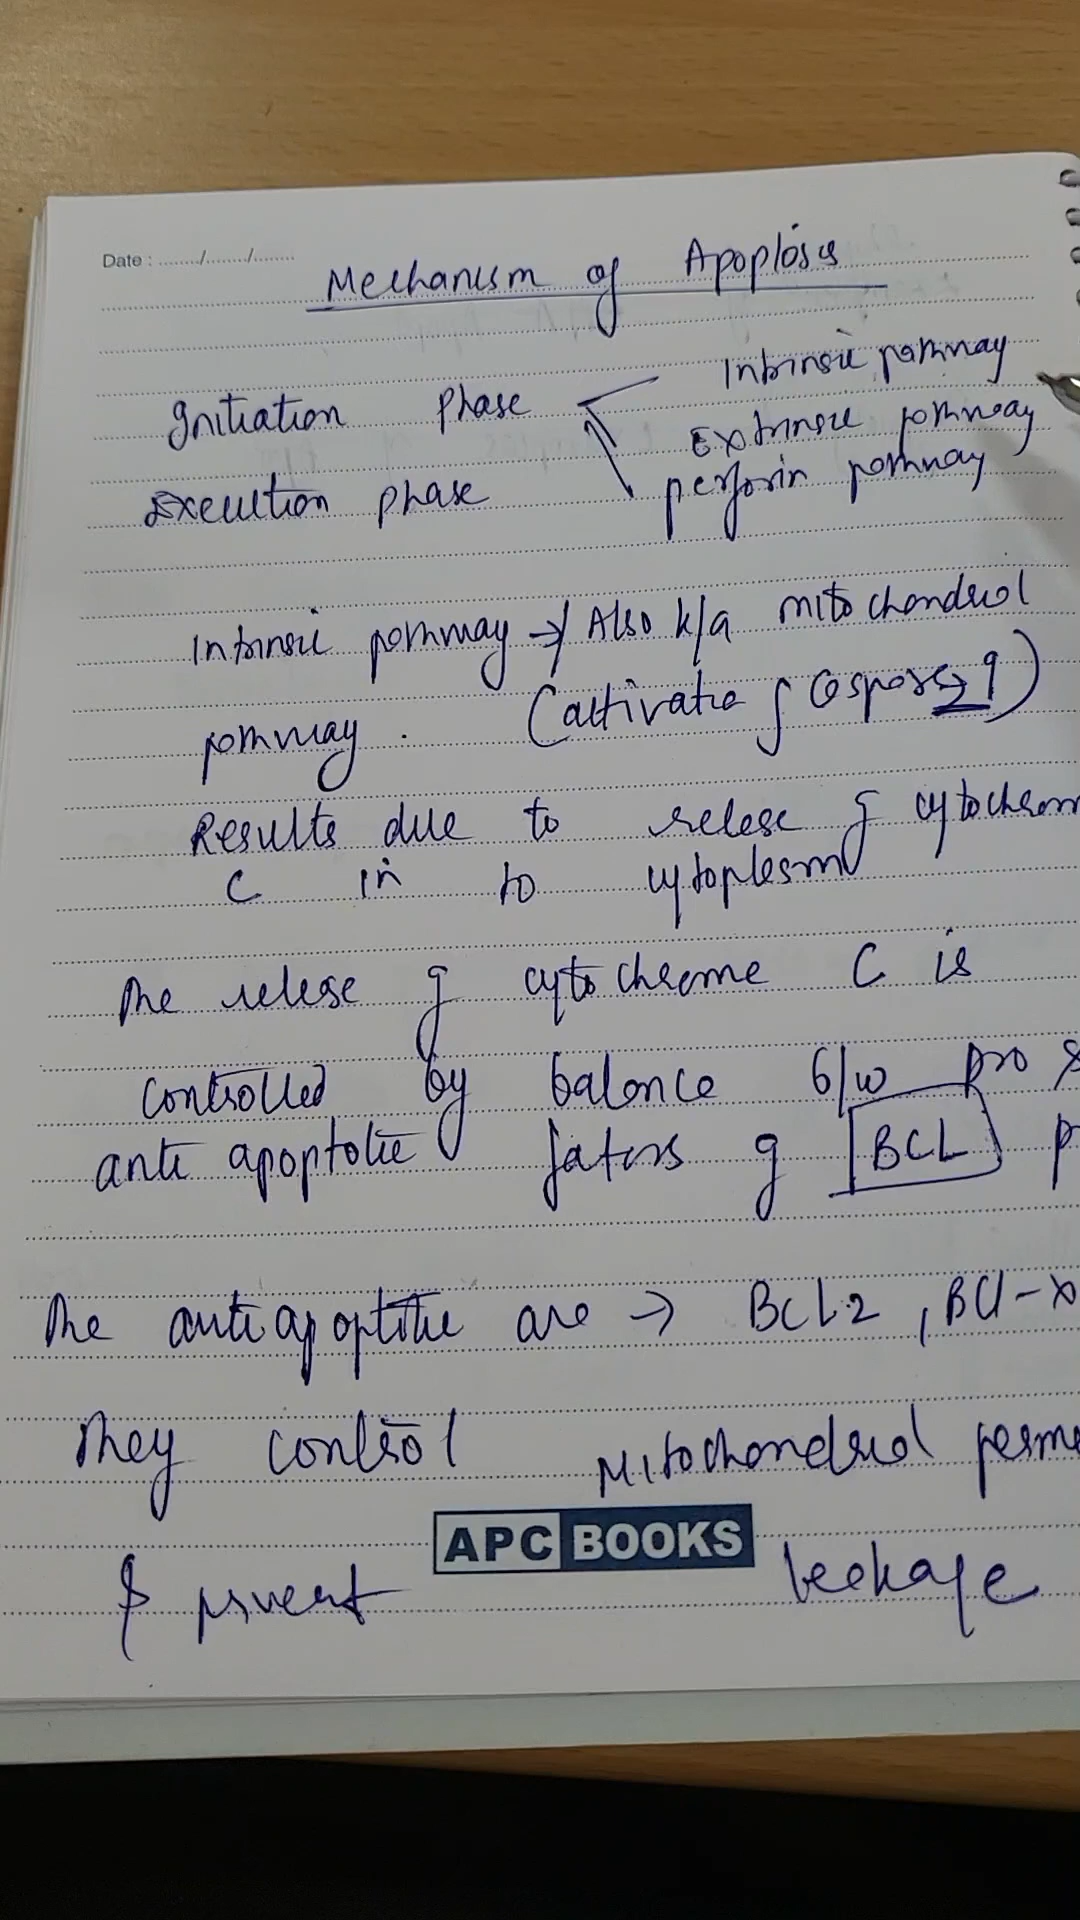 Date : ......../......../..........
Mechanism of Apoptosis
Initiation Phase
Intrinsic pathway
Extrinsic pathway
perforin pathway
Execution phase
Intrinsic pathway → Also k/a mitochondrial
pathway. (activation of Caspase 9)
Results due to release of cytochrom
C in to cytoplasm
The release of cytochrome C is
controlled by balance b/w pro &
anti apoptotic factors of BCL
The anti apoptotic are → BCL2, BCl-x
They control Mitochondrial perme
& prevent leekage
APC BOOKS